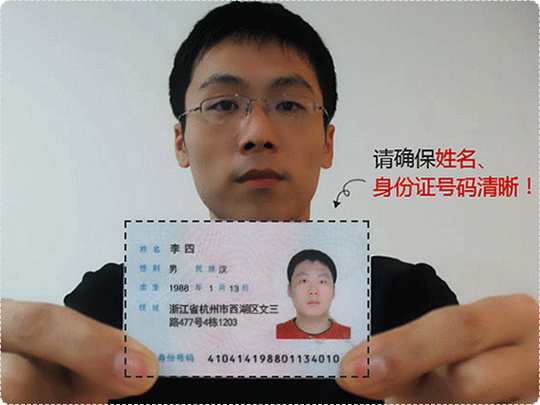 请确保姓名、
身份证号码清晰！
姓名 李四
性别 男 民族 汉
出生 1988 年 1 月 13 日
住址 浙江省杭州市西湖区文三
路477号4栋1203
身份证号码 410414198801134010